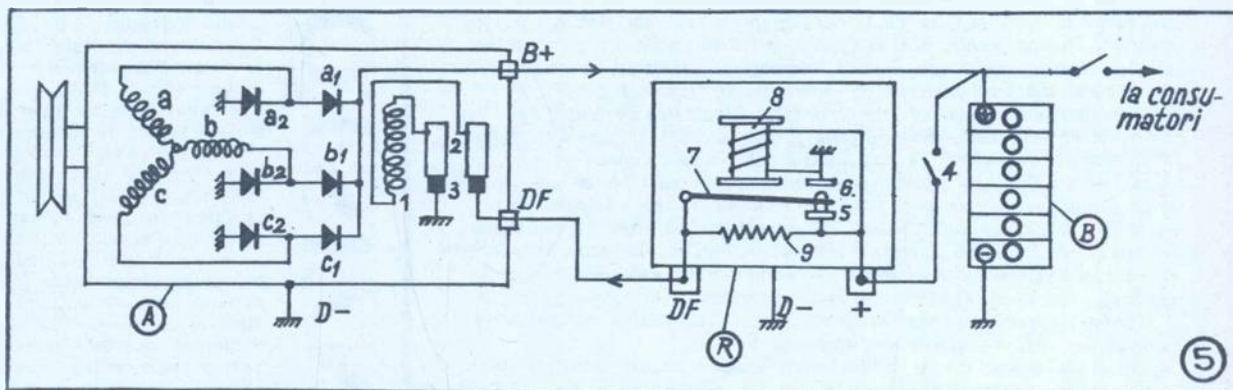 B+
a₁
a
a₂
b
b₁
b₂
c
c₂
c₁
1
2
3
DF
A
D-
8
7
6
5
9
DF
D-
+
R
4
⊕
⊖
B
la consu-
matori
5